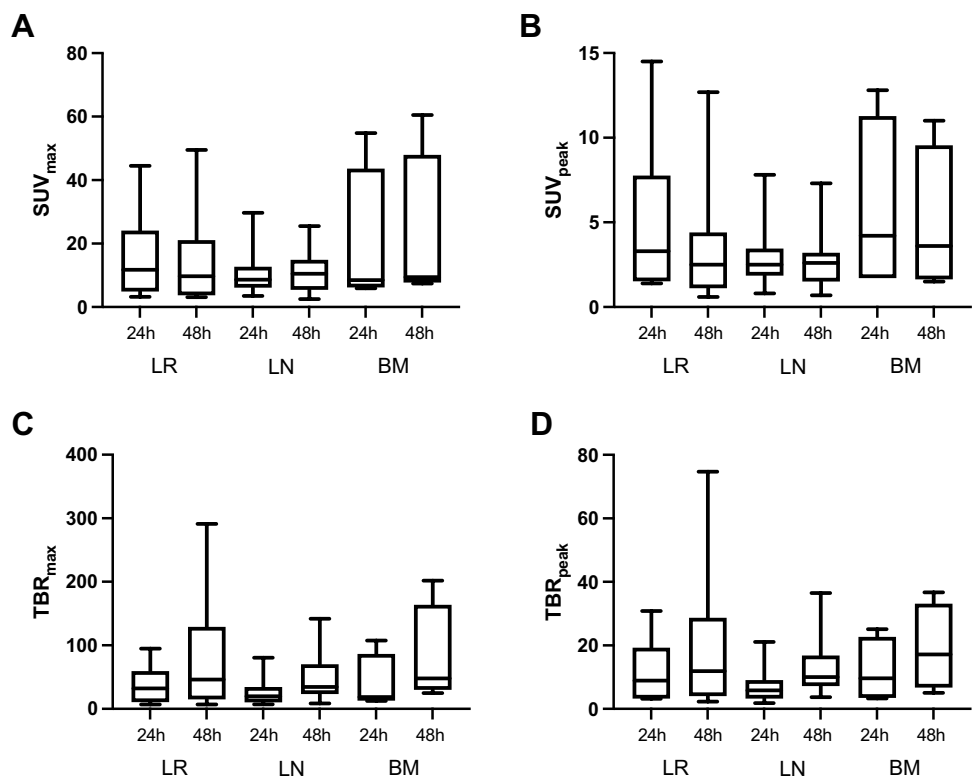 A
SUVmax
80
60
40
20
0
24h 48h 24h 48h 24h 48h
LR LN BM
B
SUVpeak
15
10
5
0
24h 48h 24h 48h 24h 48h
LR LN BM
C
TBRmax
400
300
200
100
0
24h 48h 24h 48h 24h 48h
LR LN BM
D
TBRpeak
80
60
40
20
0
24h 48h 24h 48h 24h 48h
LR LN BM